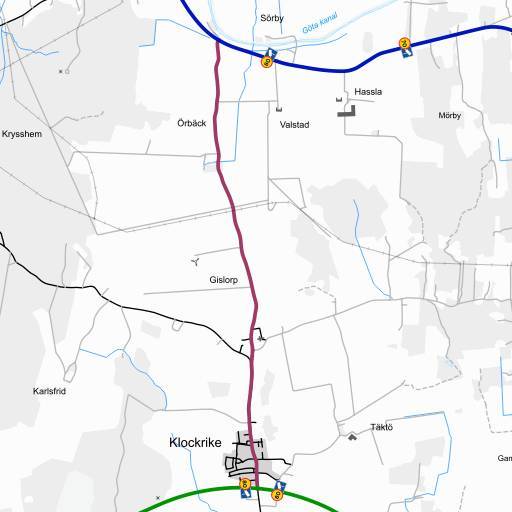 Sörby
Göta kanal
Hassla
Örbäck
Valstad
Mörby
Krysshem
Gislorp
Karlsfrid
Täktö
Klockrike
Gam